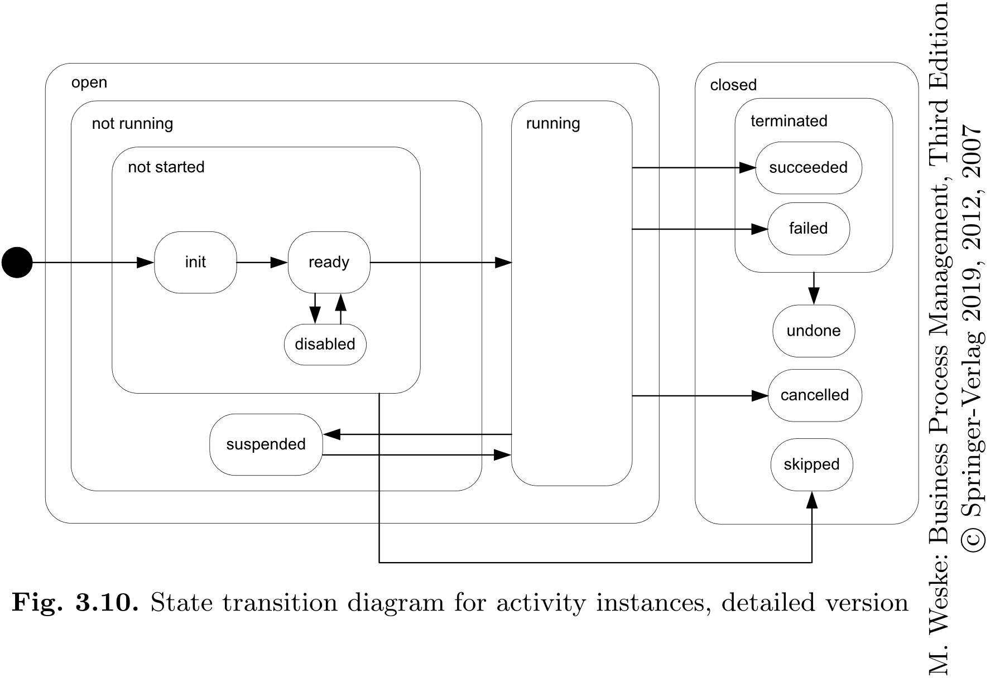 open
closed
not running
running
terminated
not started
succeeded
failed
init
ready
disabled
undone
cancelled
suspended
skipped
Fig. 3.10. State transition diagram for activity instances, detailed version
M. Weske: Business Process Management, Third Edition
© Springer-Verlag 2019, 2012, 2007